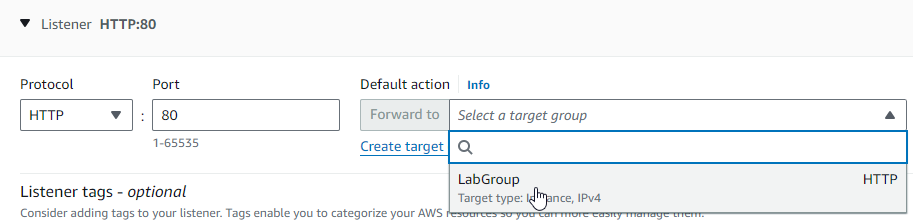 Listener HTTP:80
Protocol Port Default action Info
HTTP : 80 Forward to Select a target group
1-65535 Create target
LabGroup HTTP
Target type: Instance, IPv4
Listener tags - optional
Consider adding tags to your listener. Tags enable you to categorize your AWS resources so you can more easily manage them.